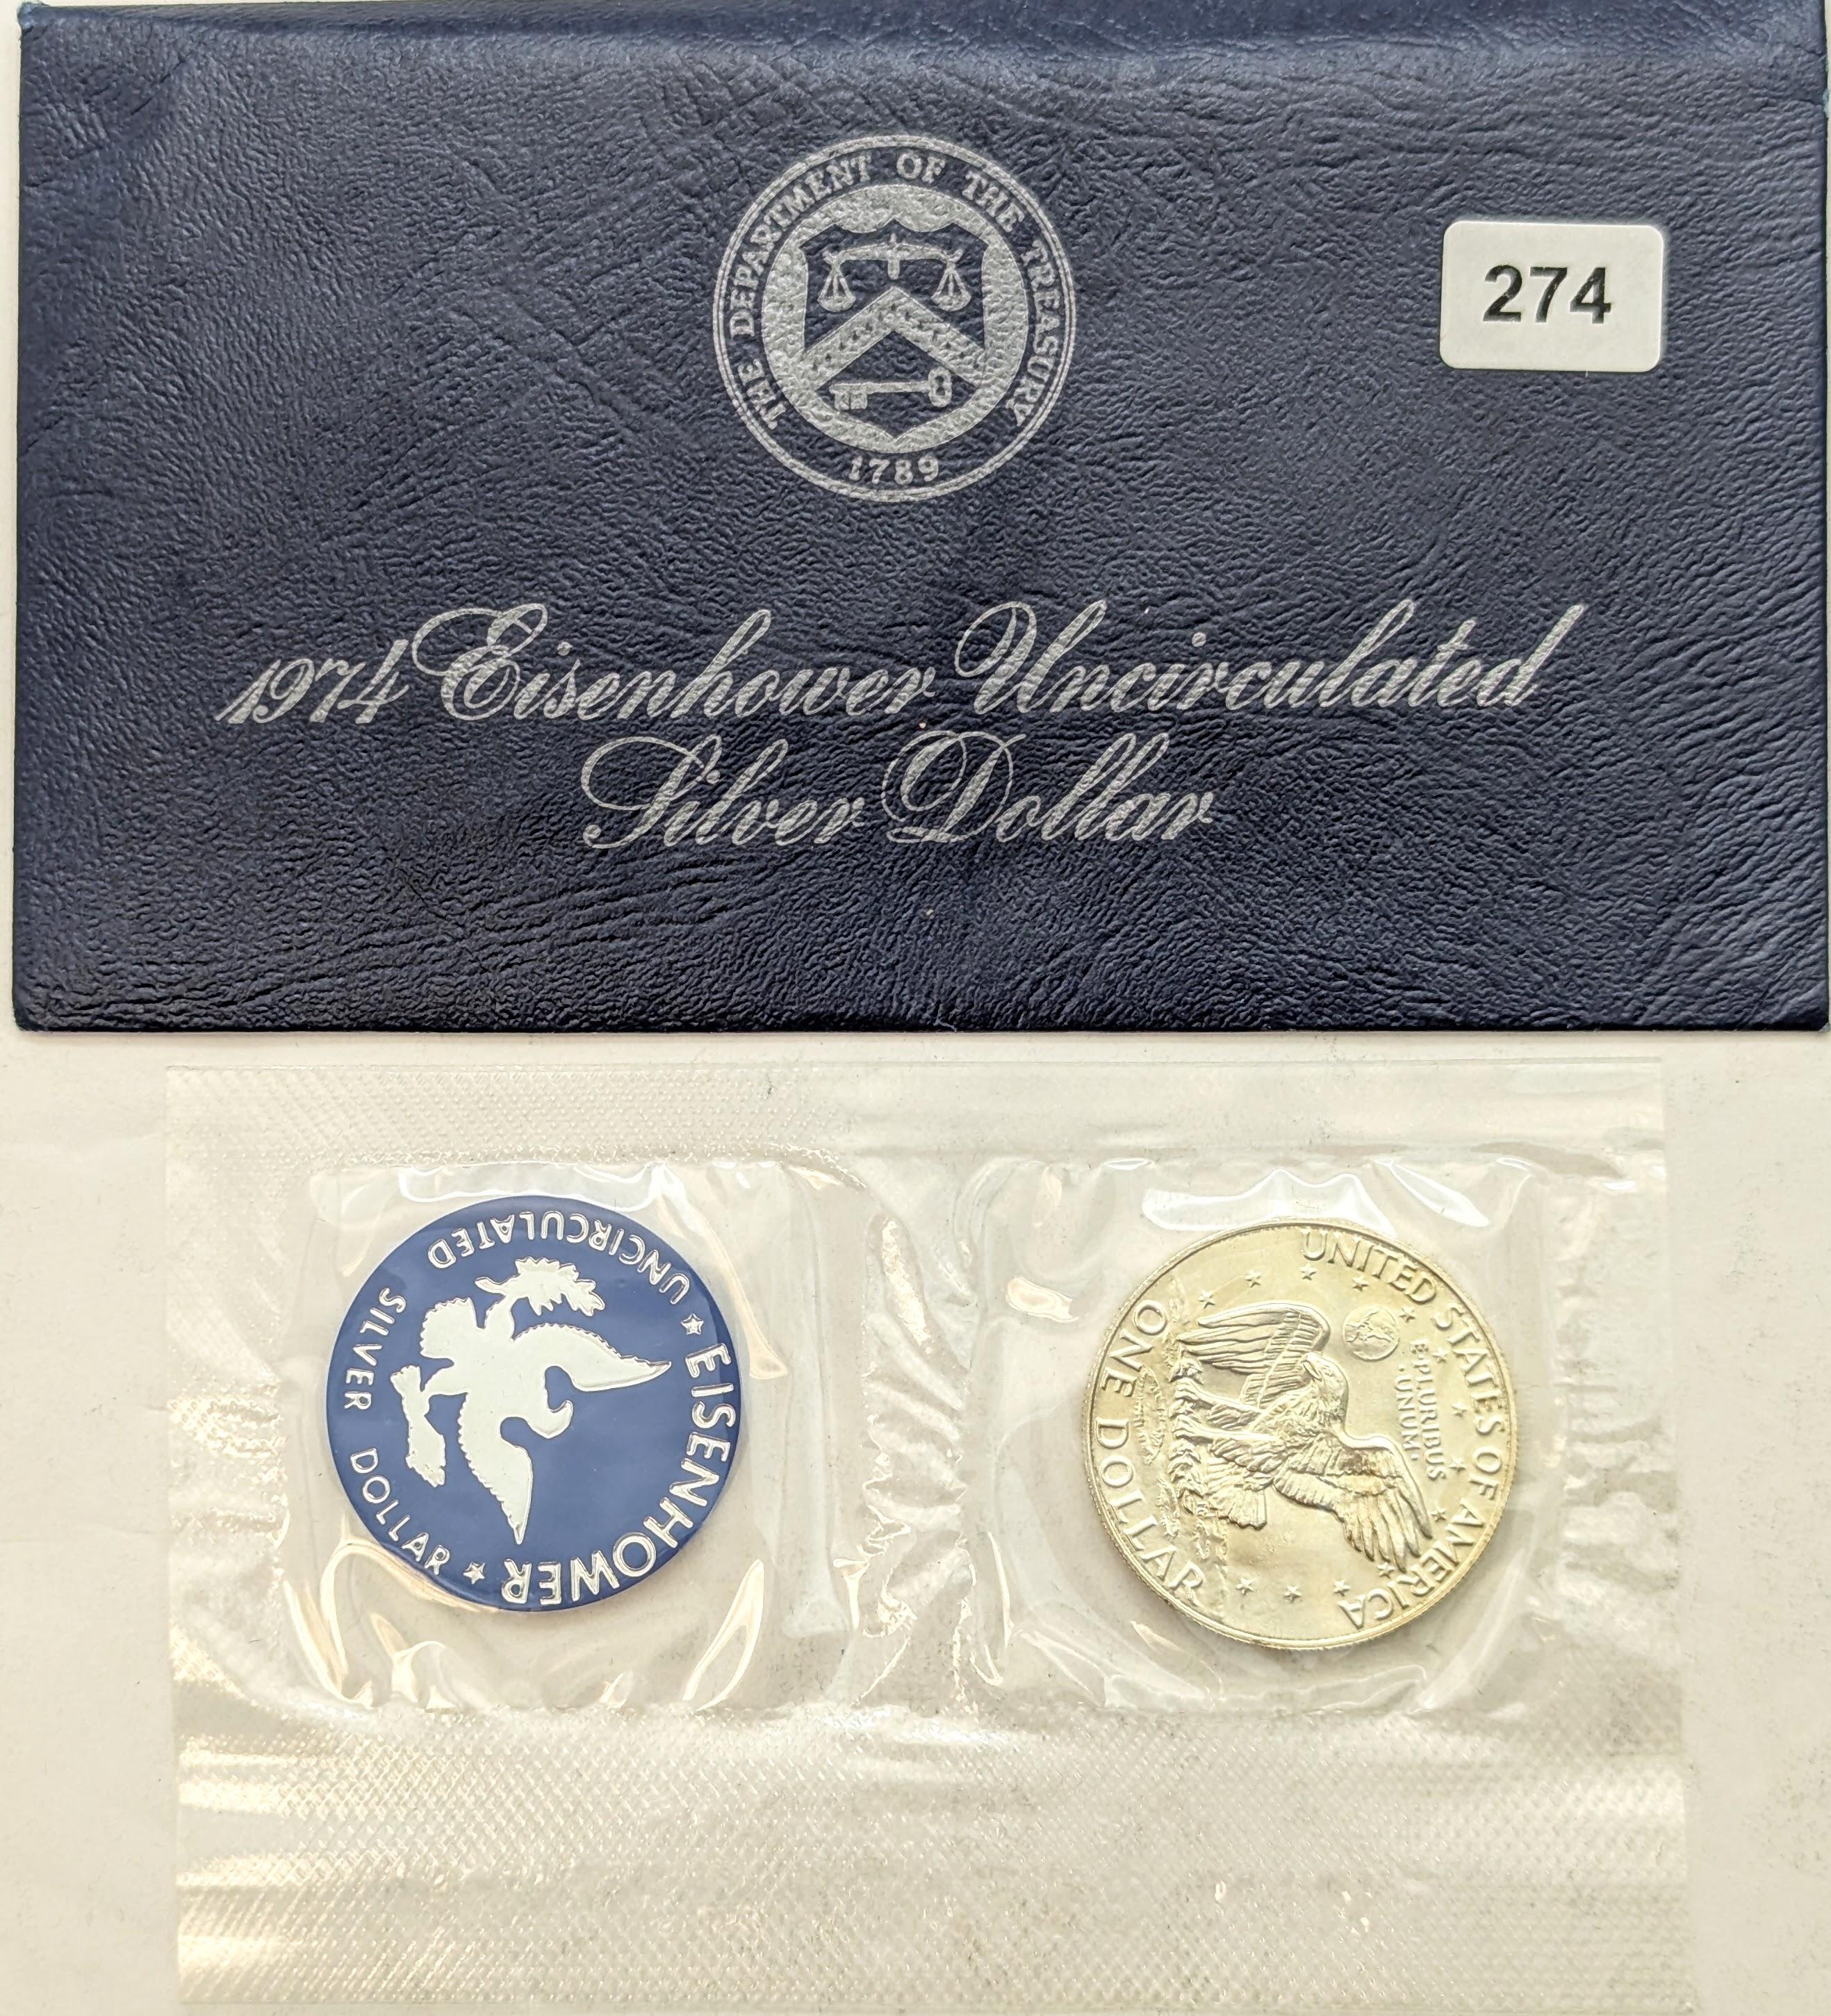 THE DEPARTMENT OF THE TREASURY
1789
274
1974 Eisenhower Uncirculated
Silver Dollar
EISENHOWER
UNCIRCULATED SILVER DOLLAR
UNITED STATES OF AMERICA
E·PLURIBUS
·UNUM·
ONE DOLLAR